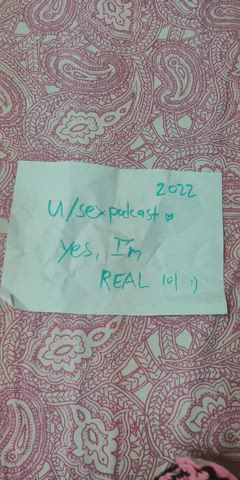 2022
u/sexpodcast ♥
yes, I'm
REAL lol :)